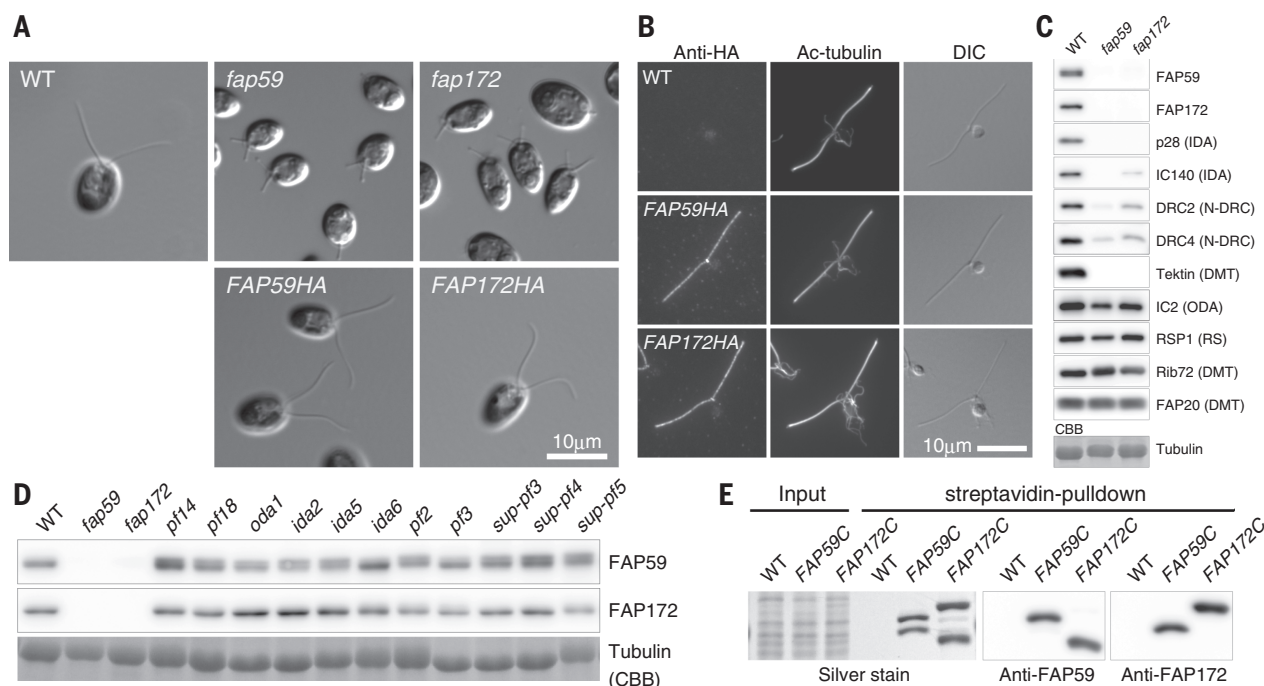 A
WT
fap59
fap172
FAP59HA
FAP172HA
10μm
B
Anti-HA Ac-tubulin DIC
WT
FAP59HA
FAP172HA
10μm
C
WT fap59 fap172
FAP59
FAP172
p28 (IDA)
IC140 (IDA)
DRC2 (N-DRC)
DRC4 (N-DRC)
Tektin (DMT)
IC2 (ODA)
RSP1 (RS)
Rib72 (DMT)
FAP20 (DMT)
CBB
Tubulin
D
WT fap59 fap172 pf14 pf18 oda1 ida2 ida5 ida6 pf2 pf3 sup-pf3 sup-pf4 sup-pf5
FAP59
FAP172
Tubulin
(CBB)
E
Input streptavidin-pulldown
WT FAP59C FAP172C WT FAP59C FAP172C WT FAP59C FAP172C WT FAP59C FAP172C
Silver stain Anti-FAP59 Anti-FAP172